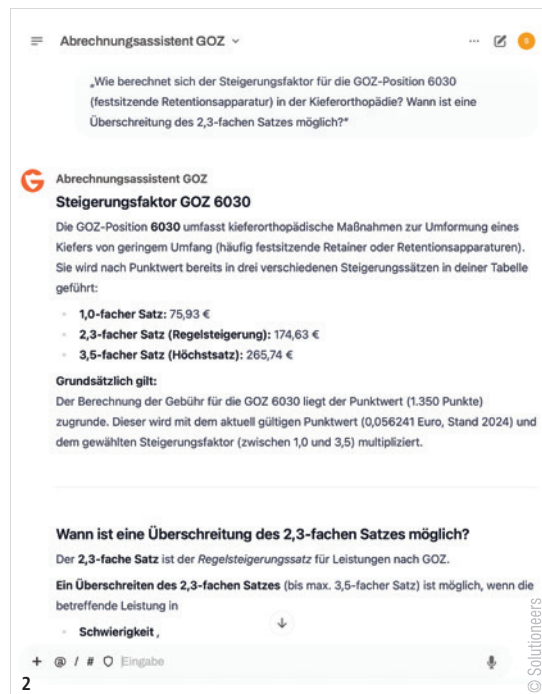 Abrechnungsassistent GOZ
S
„Wie berechnet sich der Steigerungsfaktor für die GOZ-Position 6030
(festsitzende Retentionsapparatur) in der Kieferorthopädie? Wann ist eine
Überschreitung des 2,3-fachen Satzes möglich?“
Abrechnungsassistent GOZ
Steigerungsfaktor GOZ 6030
Die GOZ-Position 6030 umfasst kieferorthopädische Maßnahmen zur Umformung eines
Kiefers von geringem Umfang (häufig festsitzende Retainer oder Retentionsapparaturen).
Sie wird nach Punktwert bereits in drei verschiedenen Steigerungssätzen in deiner Tabelle
geführt:
1,0-facher Satz: 75,93 €
2,3-facher Satz (Regelsteigerung): 174,63 €
3,5-facher Satz (Höchstsatz): 265,74 €
Grundsätzlich gilt:
Der Berechnung der Gebühr für die GOZ 6030 liegt der Punktwert (1.350 Punkte)
zugrunde. Dieser wird mit dem aktuell gültigen Punktwert (0,056241 Euro, Stand 2024) und
dem gewählten Steigerungsfaktor (zwischen 1,0 und 3,5) multipliziert.
Wann ist eine Überschreitung des 2,3-fachen Satzes möglich?
Der 2,3-fache Satz ist der Regelsteigerungssatz für Leistungen nach GOZ.
Ein Überschreiten des 2,3-fachen Satzes (bis max. 3,5-facher Satz) ist möglich, wenn die
betreffende Leistung in
Schwierigkeit ,
+ @ / # Eingabe
2
© Solutioneers